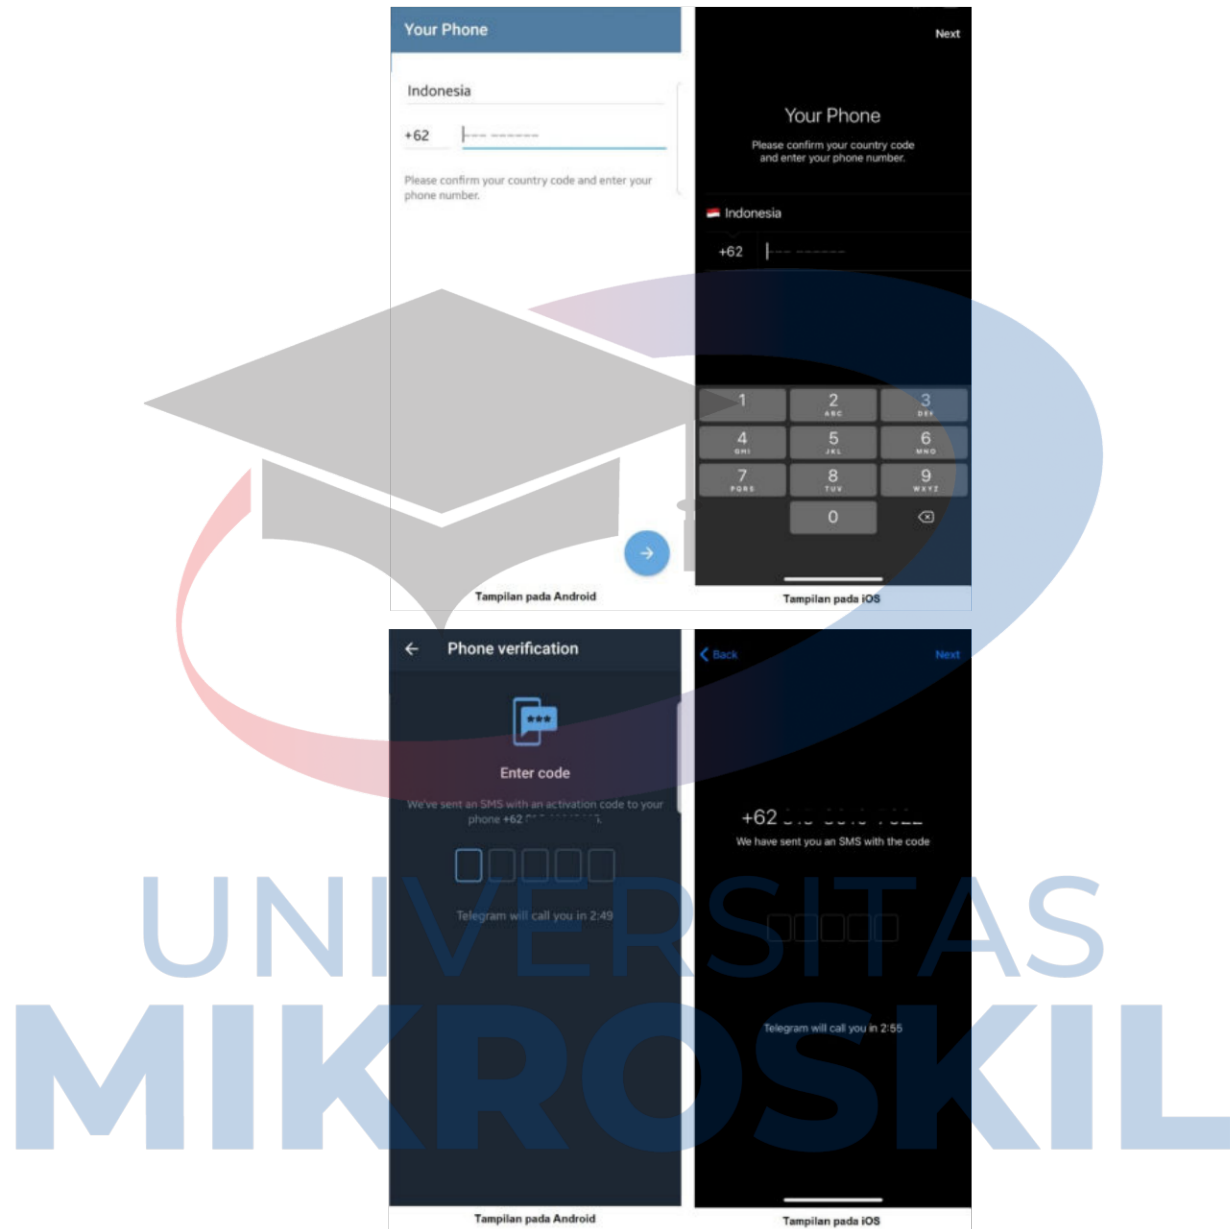 Your Phone
Indonesia
+62
Please confirm your country code and enter your
phone number.
Tampilan pada Android
Next
Your Phone
Please confirm your country code
and enter your phone number.
Indonesia
+62
1
2
ABC
3
DEF
4
GHI
5
JKL
6
MNO
7
PQRS
8
TUV
9
WXYZ
0
Tampilan pada iOS
Phone verification
Enter code
We've sent an SMS with an activation code to your
phone +62
Telegram will call you in 2:49
Tampilan pada Android
Back
Next
+62
We have sent you an SMS with the code
Telegram will call you in 2:55
Tampilan pada iOS
UNIVERSITAS
MIKROSKIL